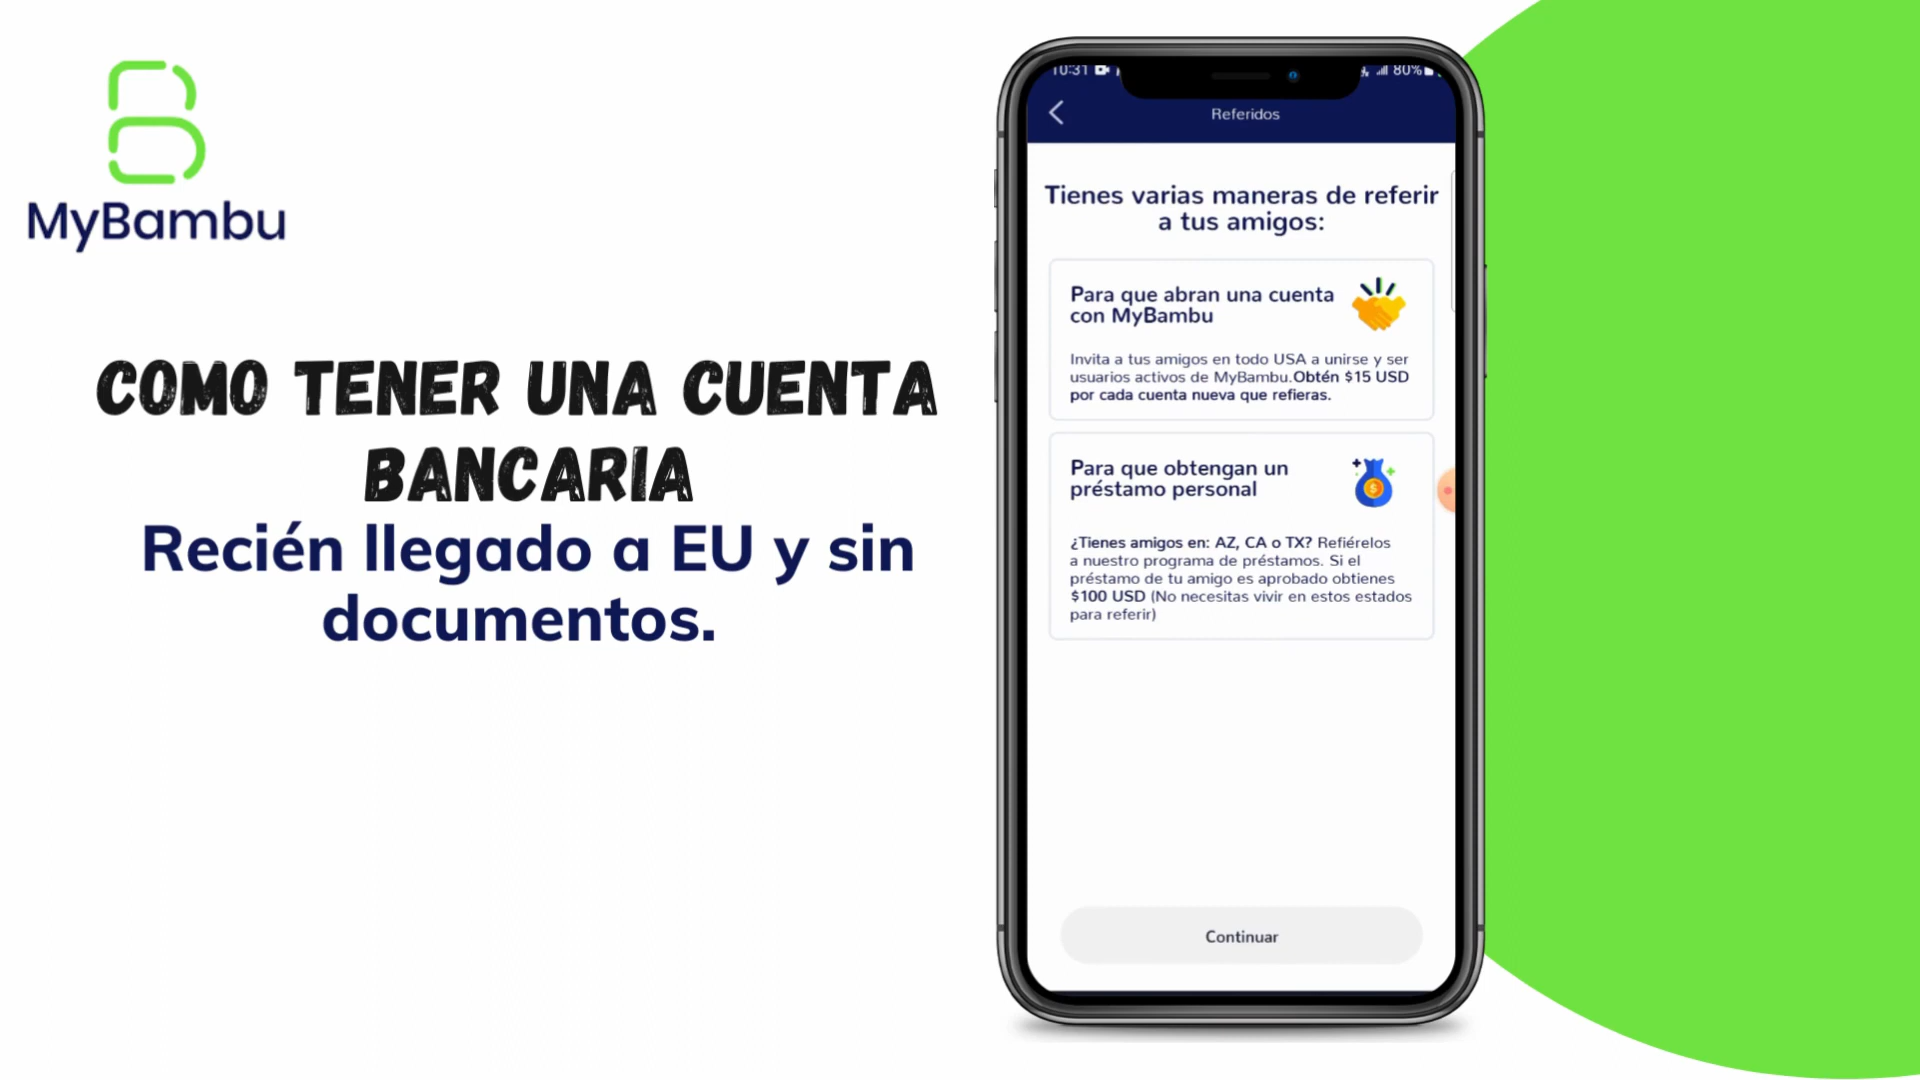 MyBambu
COMO TENER UNA CUENTA
BANCARIA
Recién llegado a EU y sin
documentos.
10:31
80%
Referidos
Tienes varias maneras de referir
a tus amigos:
Para que abran una cuenta
con MyBambu
Invita a tus amigos en todo USA a unirse y ser
usuarios activos de MyBambu.Obtén $15 USD
por cada cuenta nueva que refieras.
Para que obtengan un
préstamo personal
¿Tienes amigos en: AZ, CA o TX? Refiérelos
a nuestro programa de préstamos. Si el
préstamo de tu amigo es aprobado obtienes
$100 USD (No necesitas vivir en estos estados
para referir)
Continuar